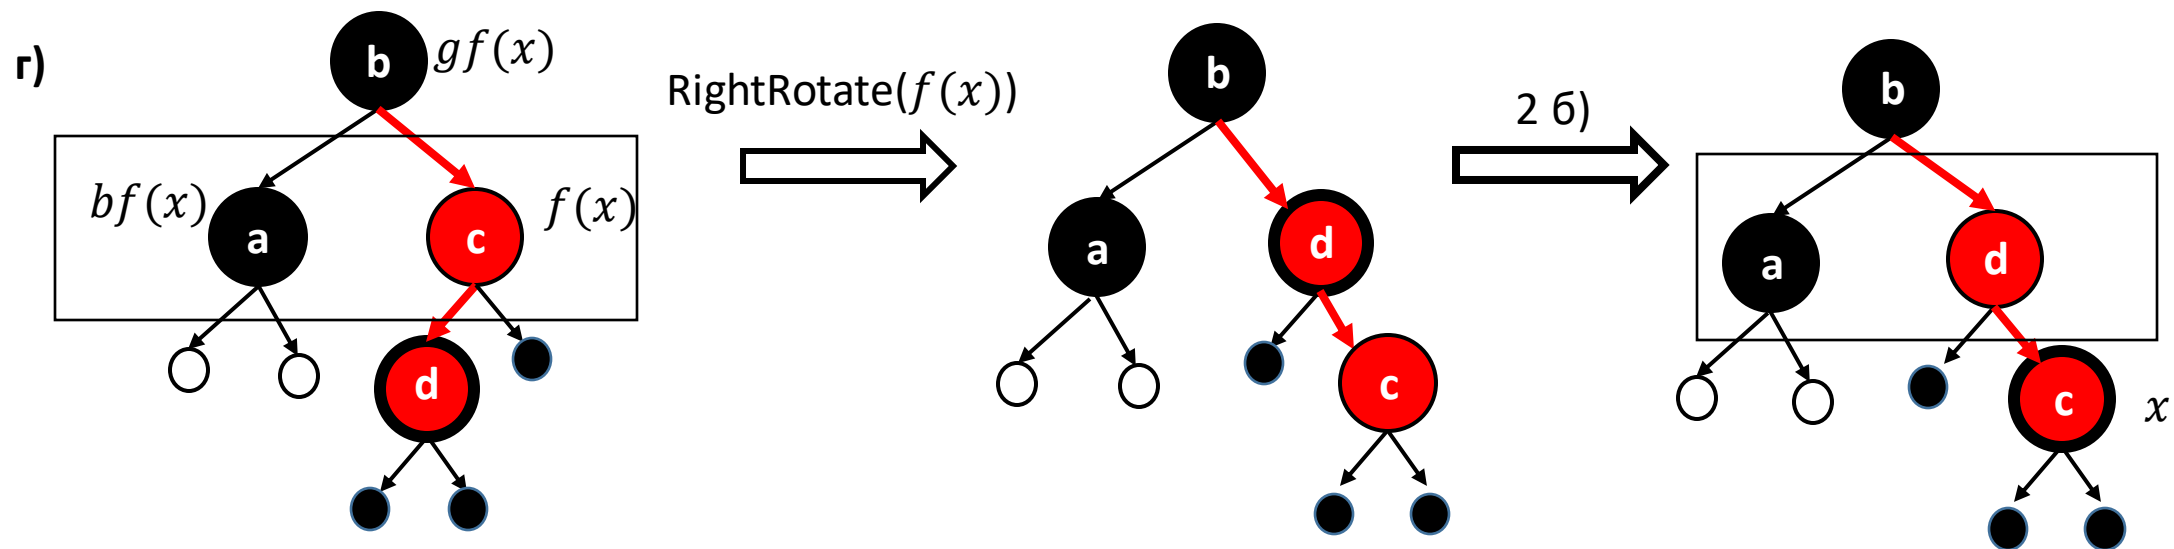 г)
b
gf(x)
bf(x)
a
c
f(x)
d
RightRotate(f(x))
b
a
d
c
2 б)
b
a
d
c
x